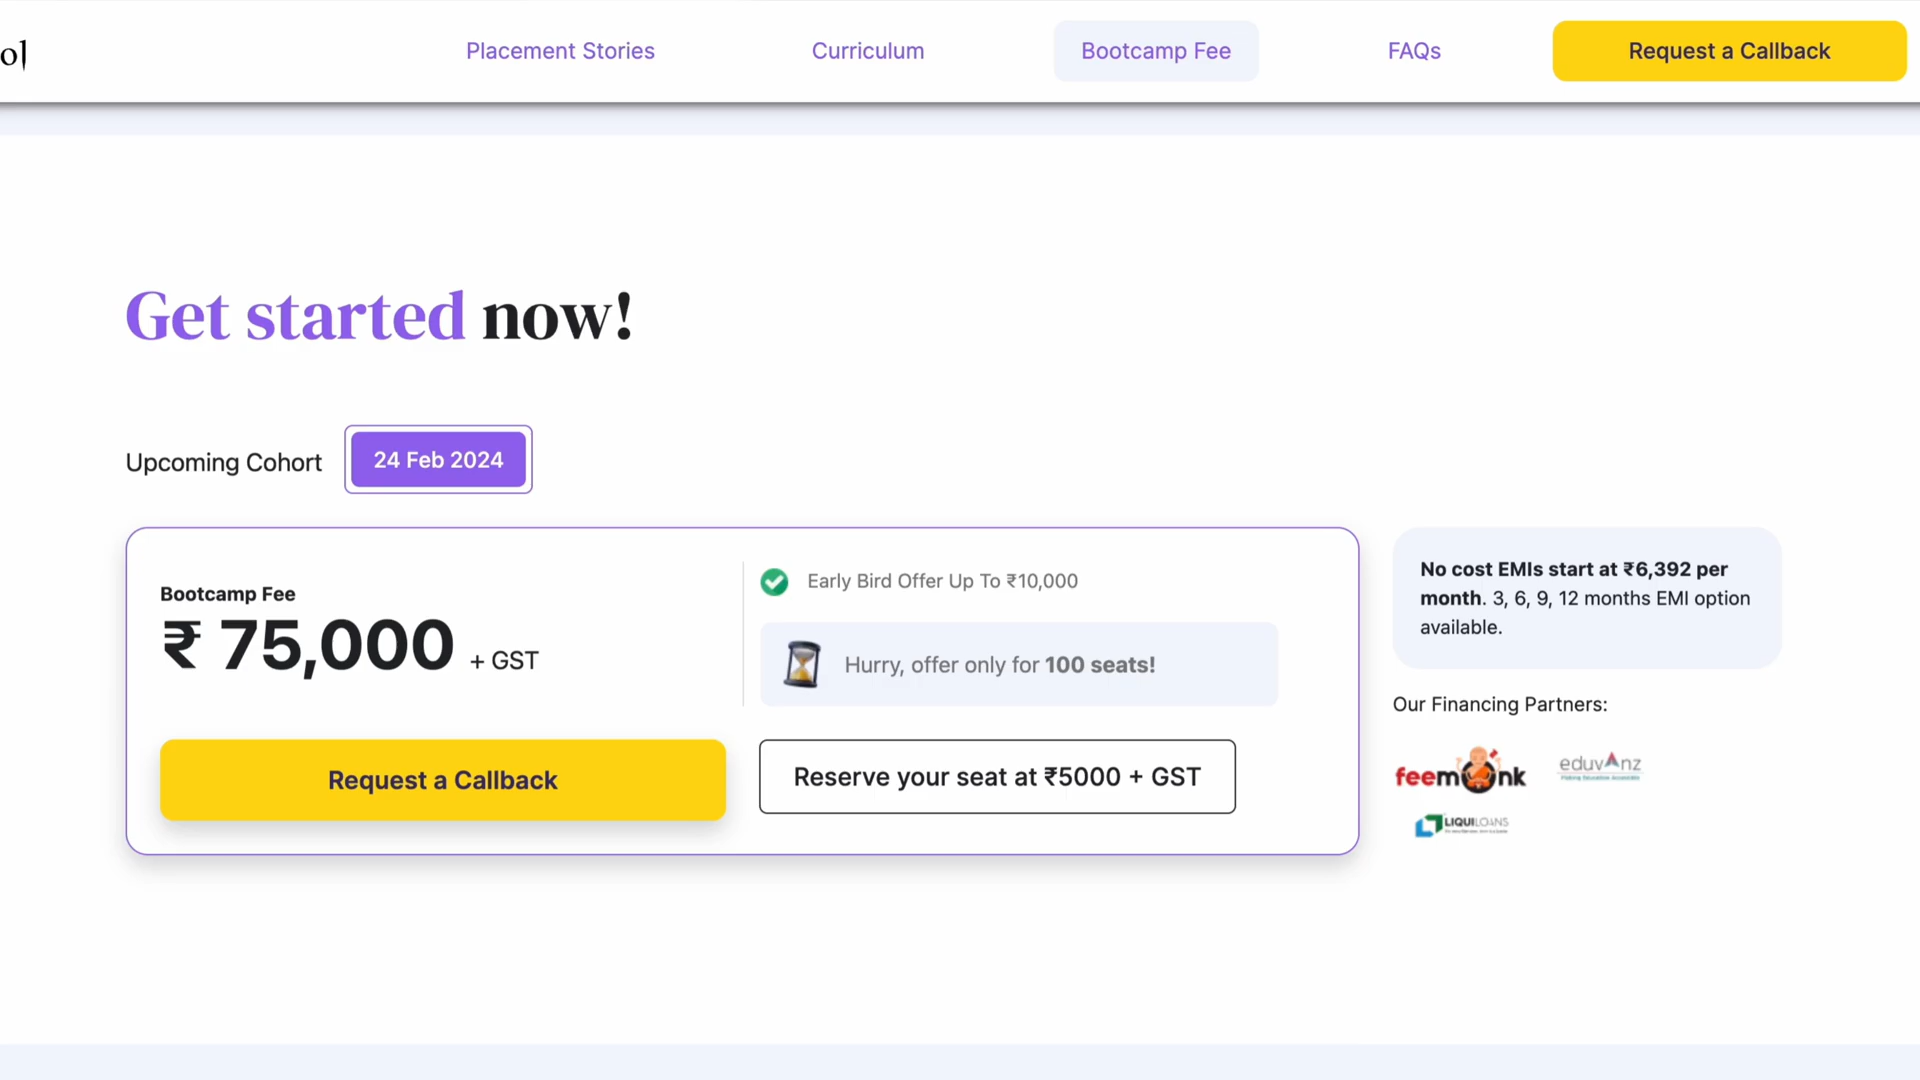 ol
Placement Stories
Curriculum
Bootcamp Fee
FAQs
Request a Callback
Get started now!
Upcoming Cohort
24 Feb 2024
Bootcamp Fee
₹ 75,000 + GST
Early Bird Offer Up To ₹10,000
Hurry, offer only for 100 seats!
Request a Callback
Reserve your seat at ₹5000 + GST
No cost EMIs start at ₹6,392 per
month. 3, 6, 9, 12 months EMI option
available.
Our Financing Partners:
feemonk
eduvanz
LIQUILOANS